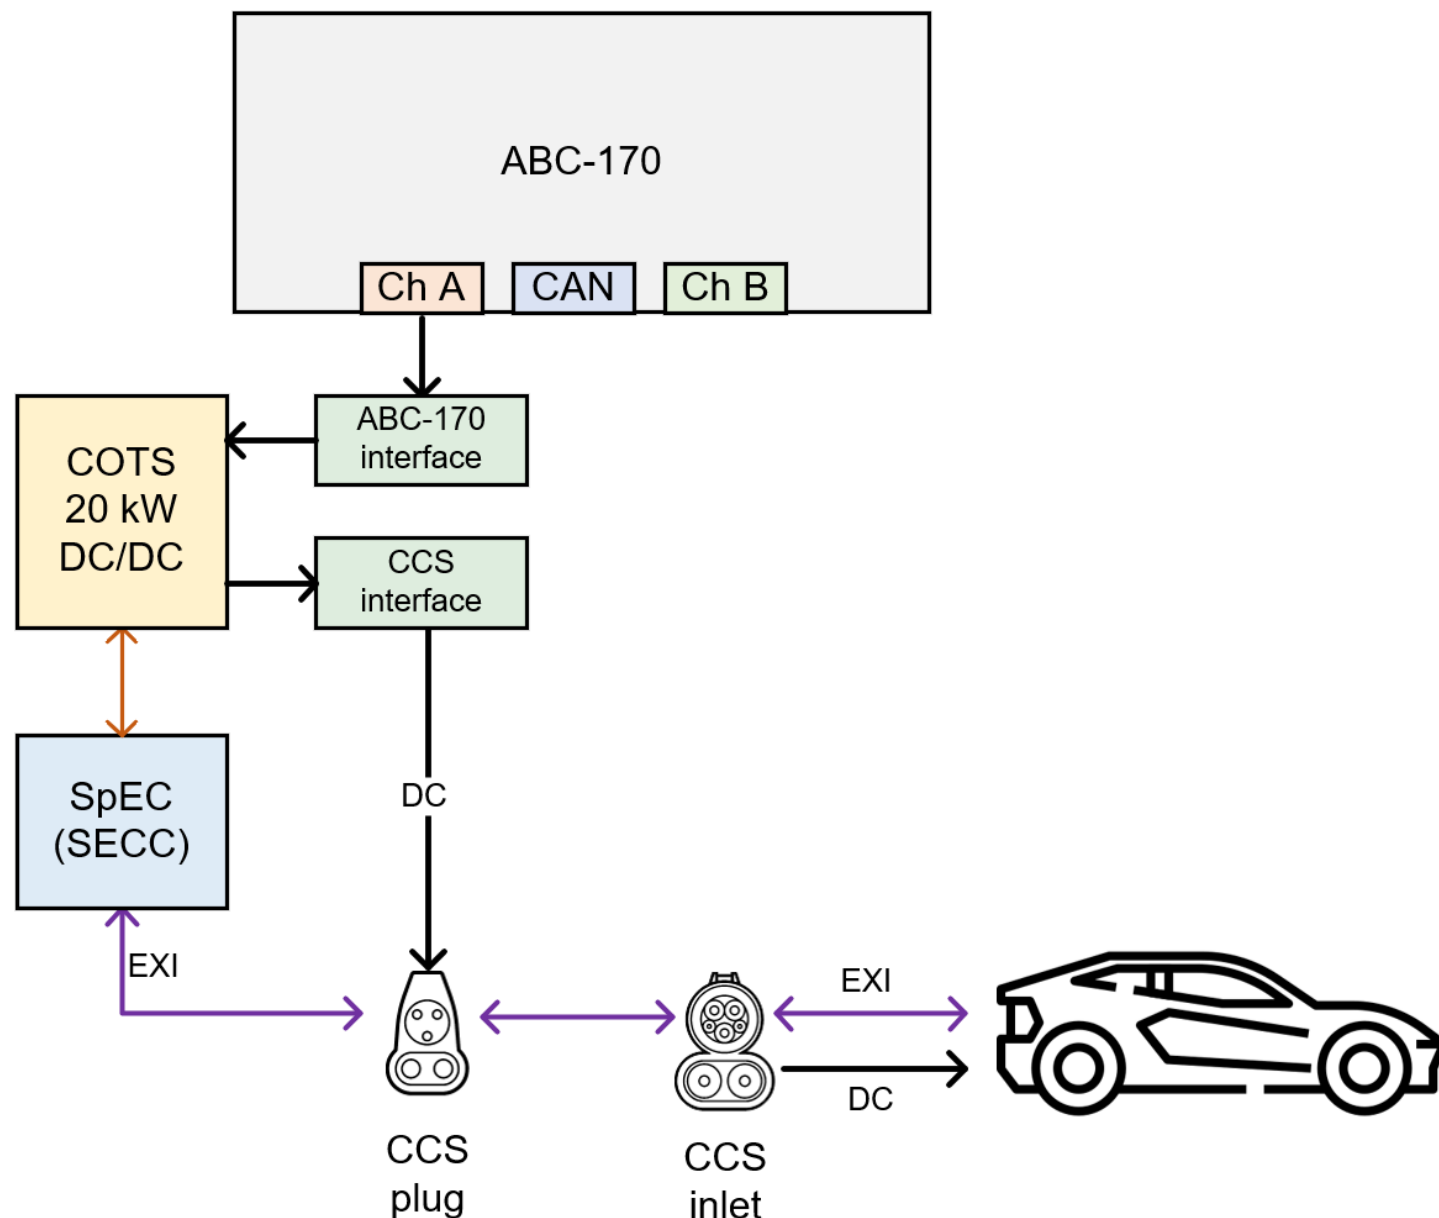 ABC-170
Ch A
CAN
Ch B
ABC-170
interface
COTS
20 kW
DC/DC
CCS
interface
SpEC
(SECC)
DC
EXI
EXI
DC
CCS
plug
CCS
inlet